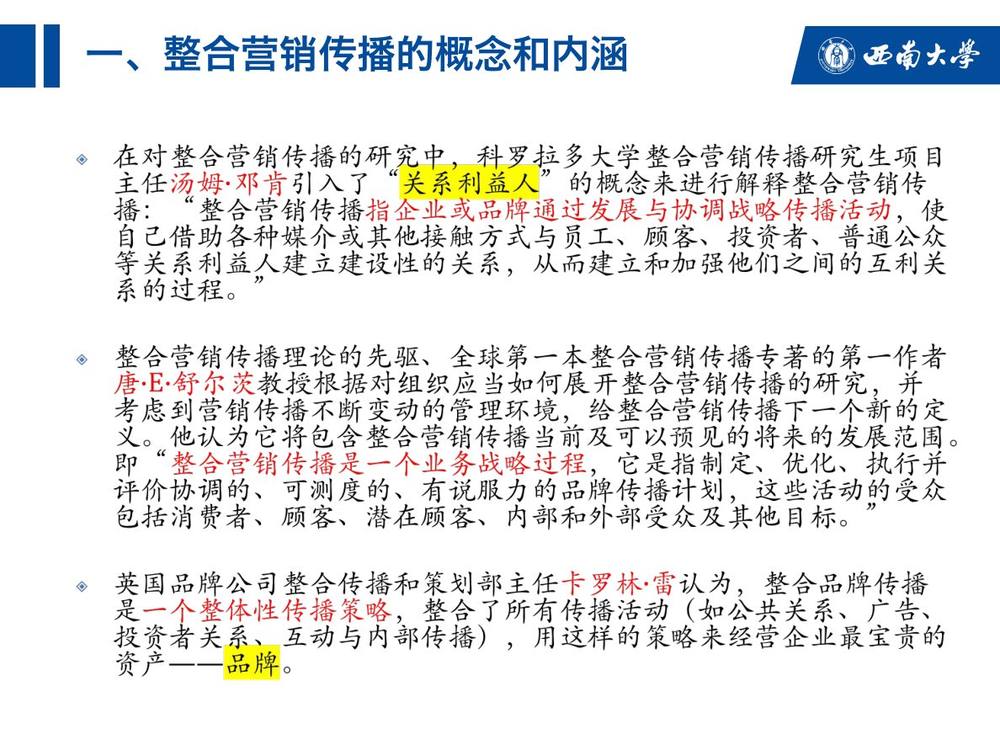 一、整合营销传播的概念和内涵
西南大学
在对整合营销传播的研究中，科罗拉多大学整合营销传播研究生项目
主任汤姆·邓肯引入了“关系利益人”的概念来进行解释整合营销传
播：“整合营销传播指企业或品牌通过发展与协调战略传播活动，使
自己借助各种媒介或其他接触方式与员工、顾客、投资者、普通公众
等关系利益人建立建设性的关系，从而建立和加强他们之间的互利关
系的过程。”
整合营销传播理论的先驱、全球第一本整合营销传播专著的第一作者
唐·E·舒尔茨教授根据对组织应当如何展开整合营销传播的研究，并
考虑到营销传播不断变动的管理环境，给整合营销传播下一个新的定
义。他认为它将包含整合营销传播当前及可以预见的将来的发展范围。
即“整合营销传播是一个业务战略过程，它是指制定、优化、执行并
评价协调的、可测度的、有说服力的品牌传播计划，这些活动的受众
包括消费者、顾客、潜在顾客、内部和外部受众及其他目标。”
英国品牌公司整合传播和策划部主任卡罗林·雷认为，整合品牌传播
是一个整体性传播策略，整合了所有传播活动（如公共关系、广告、
投资者关系、互动与内部传播），用这样的策略来经营企业最宝贵的
资产——品牌。